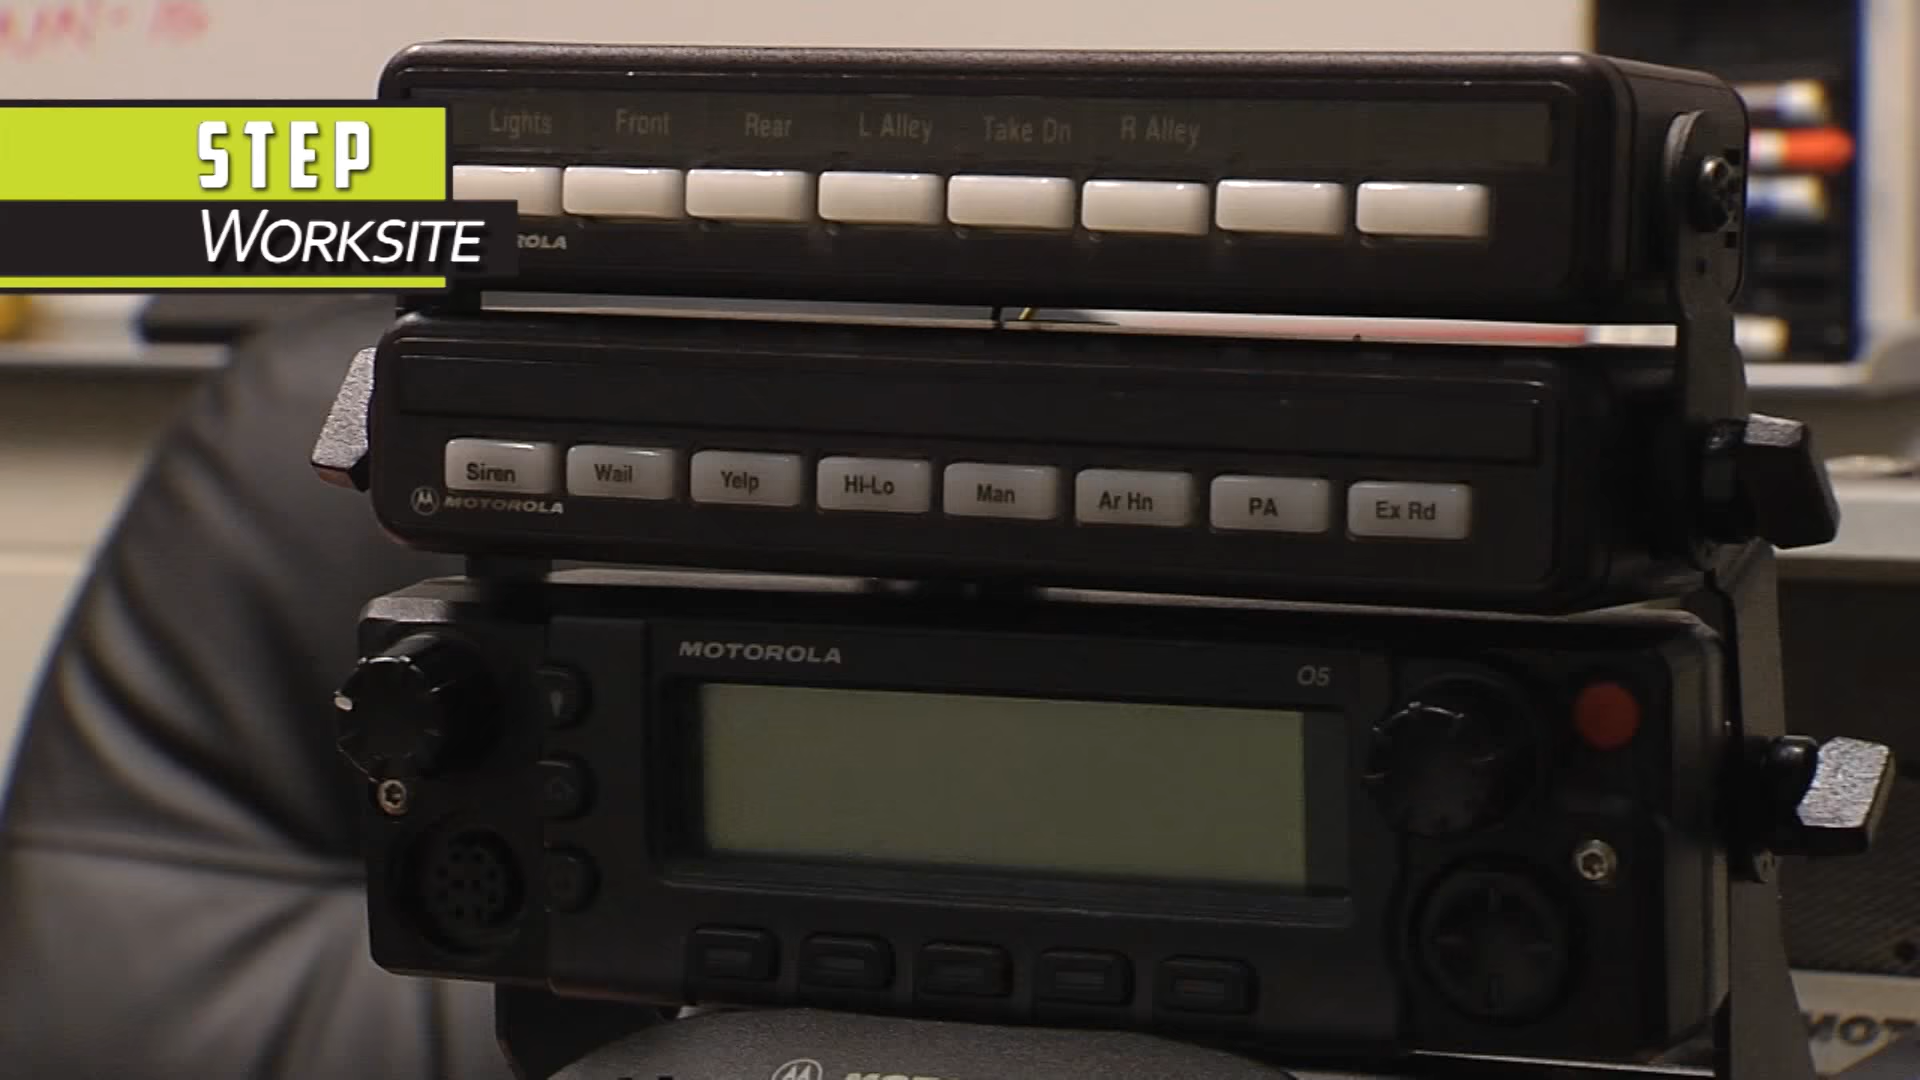 STEP
WORKSITE
Lights Front Rear L Alley Take Dn R Alley
ROLA
Siren Wail Yelp Hi-Lo Man Ar Hn PA Ex Rd
MOTOROLA
MOTOROLA
O5